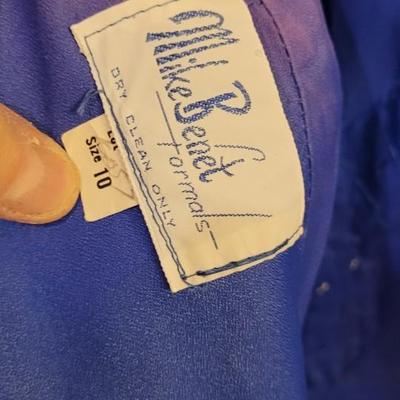 Mike Benet
formals
DRY CLEAN ONLY
Size 10